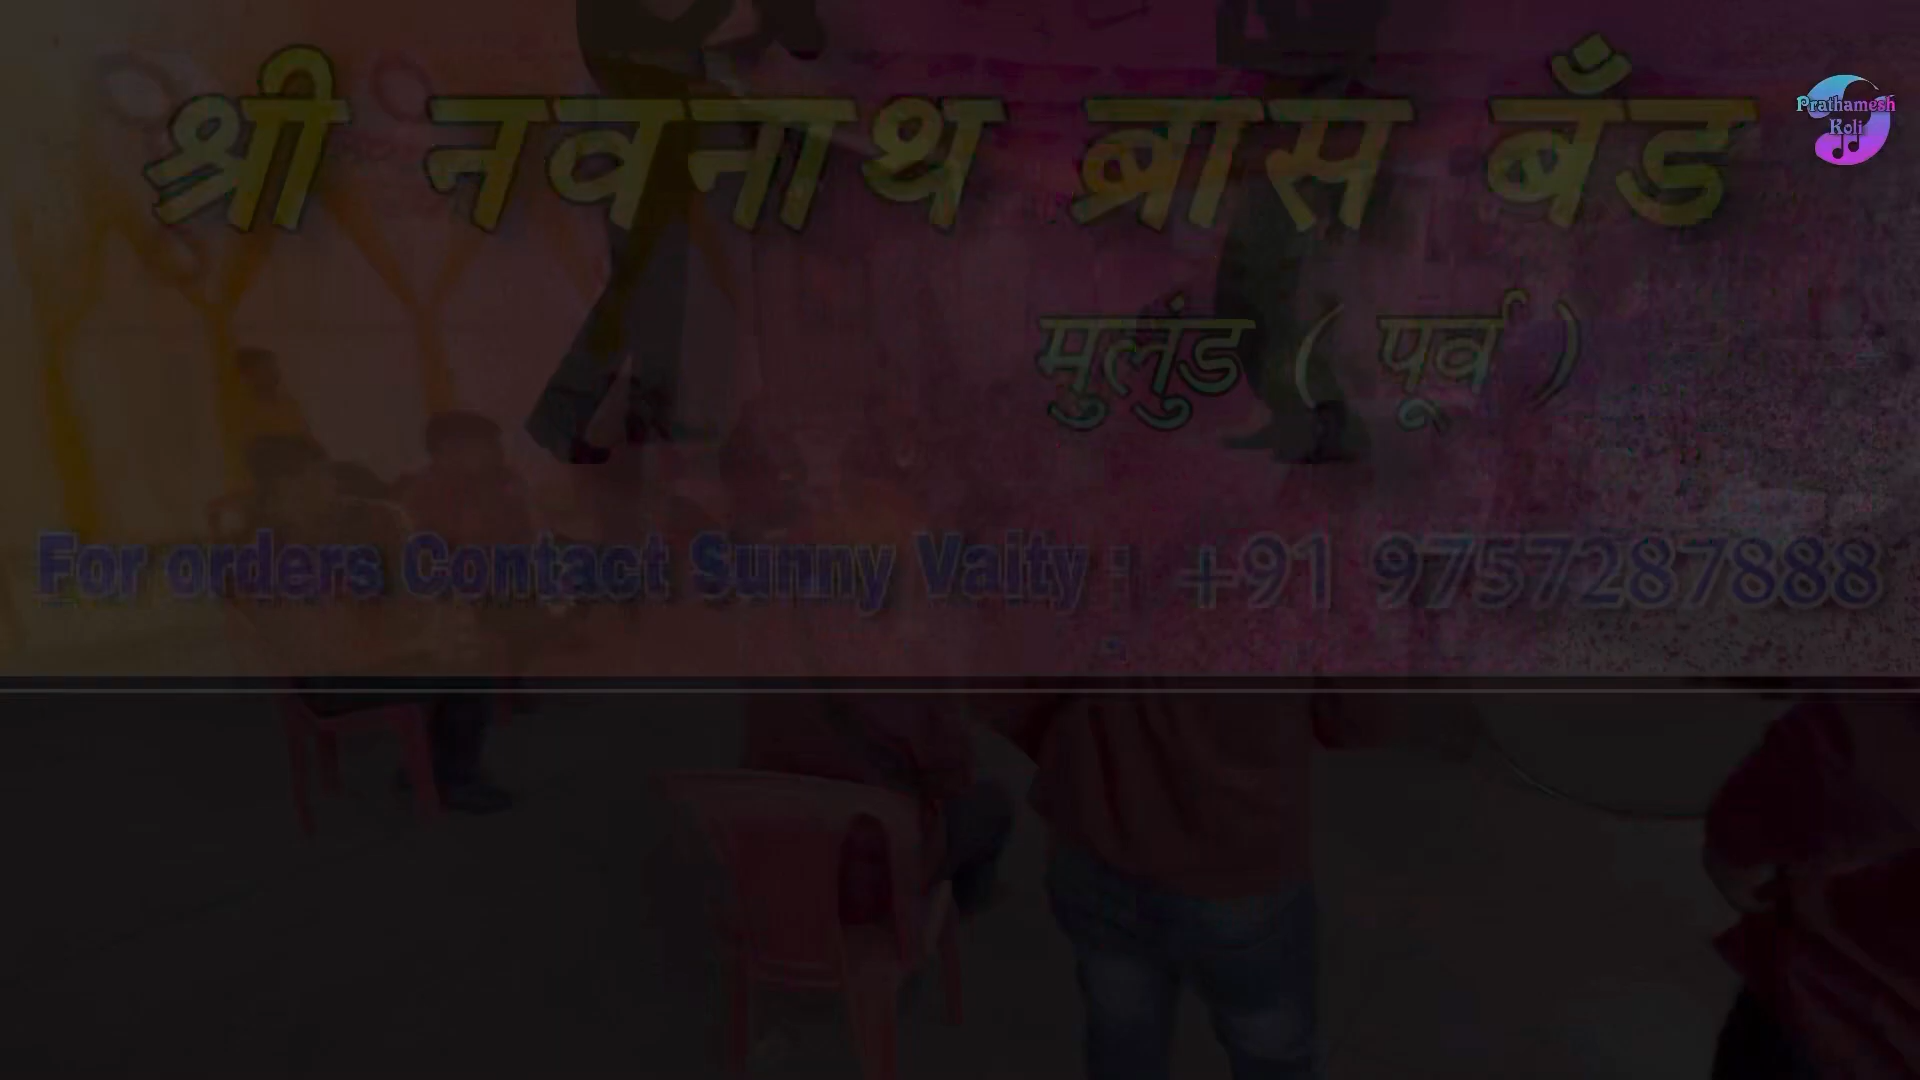 श्री नवनाथ ब्रास बँड
Prathamesh
Koli
मुलुंड ( पूर्व )
For orders Contact Sunny Vaity : +91 9757287888